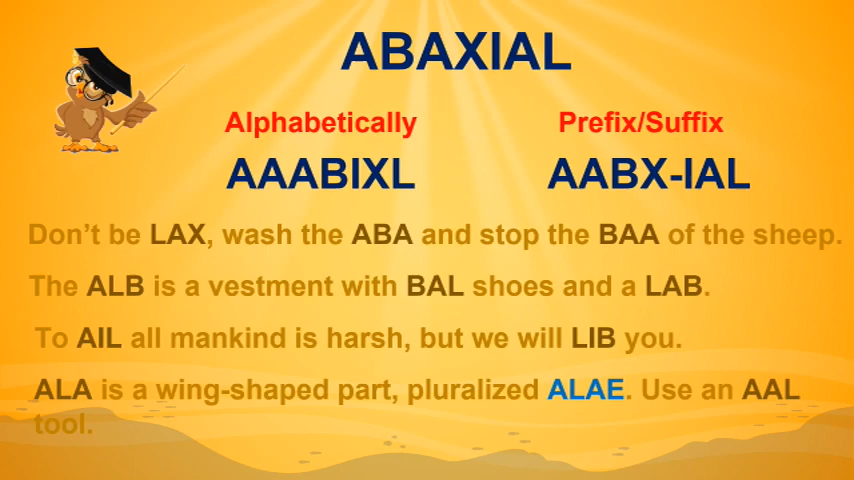 ABAXIAL
Alphabetically
Prefix/Suffix
AAABIXL
AABX-IAL
Don’t be LAX, wash the ABA and stop the BAA of the sheep.
The ALB is a vestment with BAL shoes and a LAB.
To AIL all mankind is harsh, but we will LIB you.
ALA is a wing-shaped part, pluralized ALAE. Use an AAL
tool.